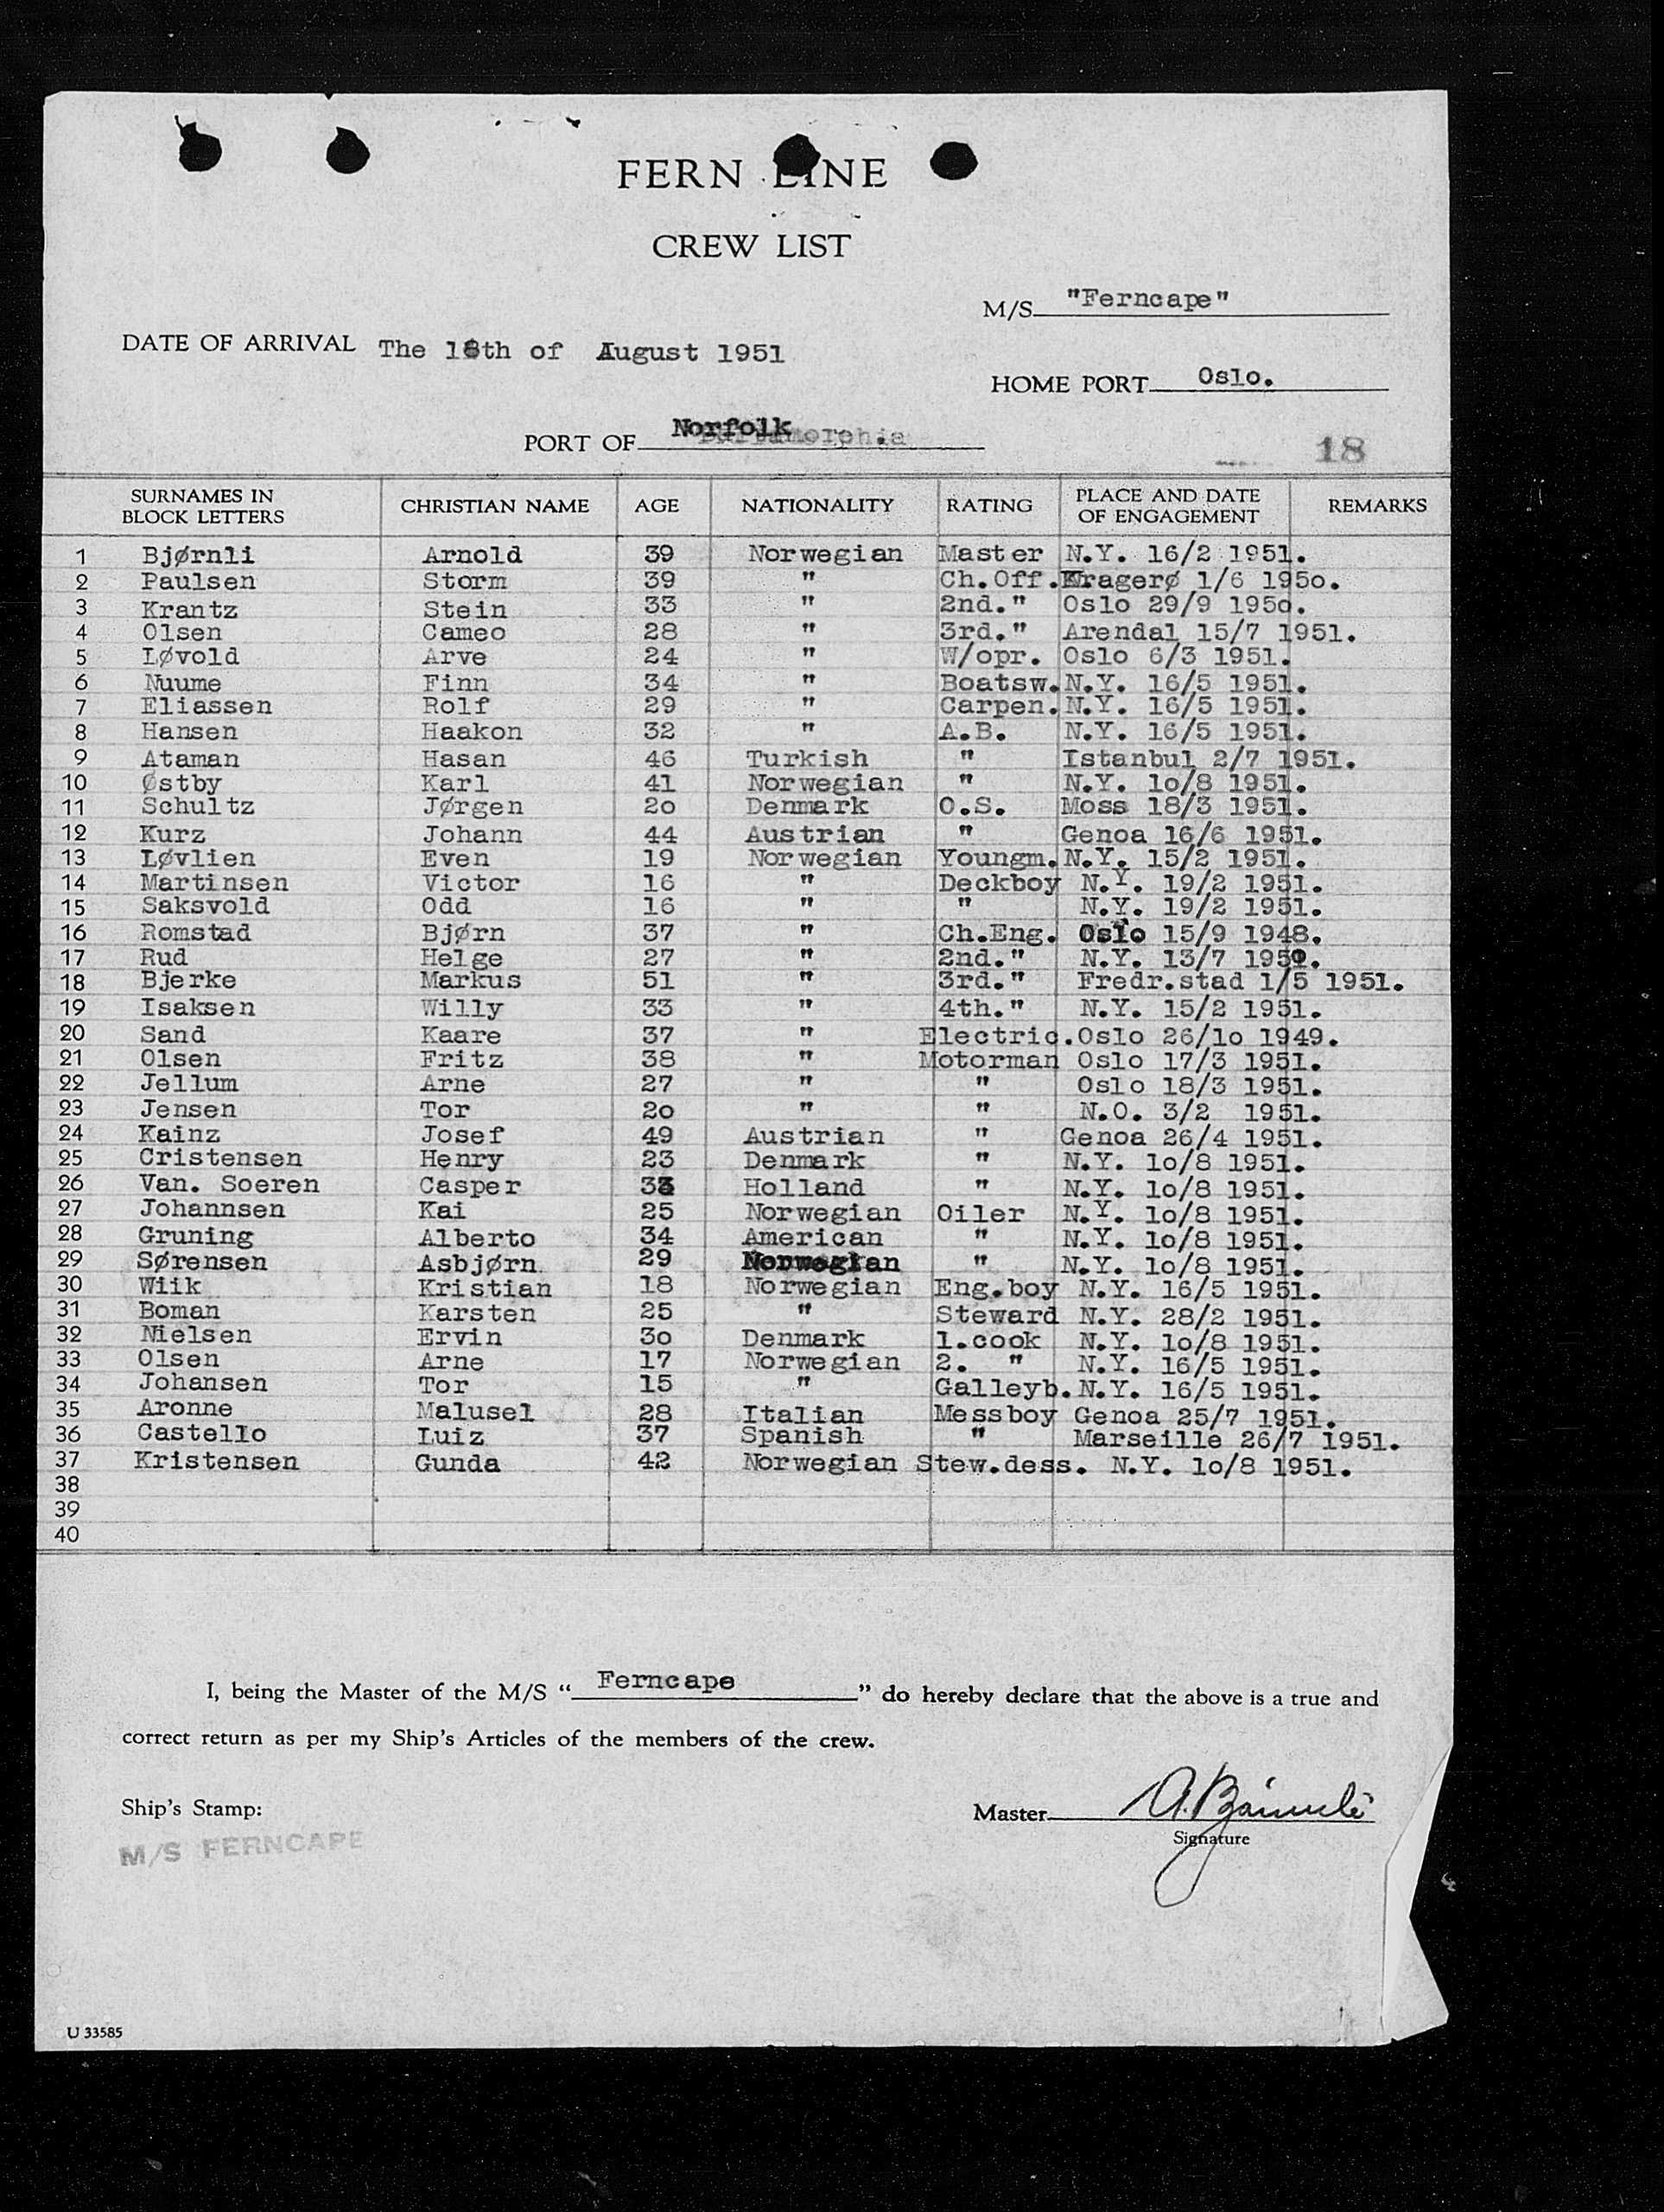 FERN LINE
CREW LIST
M/S "Ferncape"
DATE OF ARRIVAL The 18th of August 1951
HOME PORT Oslo.
PORT OF Norfolk
18
SURNAMES IN BLOCK LETTERS CHRISTIAN NAME AGE NATIONALITY RATING PLACE AND DATE OF ENGAGEMENT REMARKS
1 Bjørnli Arnold 39 Norwegian Master N.Y. 16/2 1951.
2 Paulsen Storm 39 " Ch.Off. Kragerø 1/6 195o.
3 Krantz Stein 33 " 2nd." Oslo 29/9 195o.
4 Olsen Cameo 28 " 3rd." Arendal 15/7 1951.
5 Løvold Arve 24 " W/opr. Oslo 6/3 1951.
6 Nuume Finn 34 " Boatsw. N.Y. 16/5 1951.
7 Eliassen Rolf 29 " Carpen. N.Y. 16/5 1951.
8 Hansen Haakon 32 " A.B. N.Y. 16/5 1951.
9 Ataman Hasan 46 Turkish " Istanbul 2/7 1951.
10 Østby Karl 41 Norwegian " N.Y. 1o/8 1951.
11 Schultz Jørgen 2o Denmark O.S. Moss 18/3 1951.
12 Kurz Johann 44 Austrian " Genoa 16/6 1951.
13 Løvlien Even 19 Norwegian Youngm. N.Y. 15/2 1951.
14 Martinsen Victor 16 " Deckboy N.Y. 19/2 1951.
15 Saksvold Odd 16 " " N.Y. 19/2 1951.
16 Romstad Bjørn 37 " Ch.Eng. Oslo 15/9 1948.
17 Rud Helge 27 " 2nd." N.Y. 13/7 195o.
18 Bjerke Markus 51 " 3rd." Fredr.stad 1/5 1951.
19 Isaksen Willy 33 " 4th." N.Y. 15/2 1951.
20 Sand Kaare 37 " Electric. Oslo 26/1o 1949.
21 Olsen Fritz 38 " Motorman Oslo 17/3 1951.
22 Jellum Arne 27 " " Oslo 18/3 1951.
23 Jensen Tor 2o " " N.O. 3/2 1951.
24 Kainz Josef 49 Austrian " Genoa 26/4 1951.
25 Cristensen Henry 23 Denmark " N.Y. 1o/8 1951.
26 Van. Soeren Casper Holland " N.Y. 1o/8 1951.
27 Johannsen Kai 25 Norwegian Oiler N.Y. 1o/8 1951.
28 Gruning Alberto 34 American " N.Y. 1o/8 1951.
29 Sørensen Asbjørn 29 Norwegian " N.Y. 1o/8 1951.
30 Wiik Kristian 18 Norwegian Eng.boy N.Y. 16/5 1951.
31 Boman Karsten 25 " Steward N.Y. 28/2 1951.
32 Nielsen Ervin 3o Denmark 1.cook N.Y. 1o/8 1951.
33 Olsen Arne 17 Norwegian 2. " N.Y. 16/5 1951.
34 Johansen Tor 15 " Galleyb. N.Y. 16/5 1951.
35 Aronne Malusel 28 Italian Messboy Genoa 25/7 1951.
36 Castello Luiz 37 Spanish " Marseille 26/7 1951.
37 Kristensen Gunda 42 Norwegian Stew.dess. N.Y. 1o/8 1951.
38
39
40
I, being the Master of the M/S “ Ferncape ” do hereby declare that the above is a true and
correct return as per my Ship's Articles of the members of the crew.
Ship's Stamp:
Master
Signature
M/S FERNCAPE
U 33585